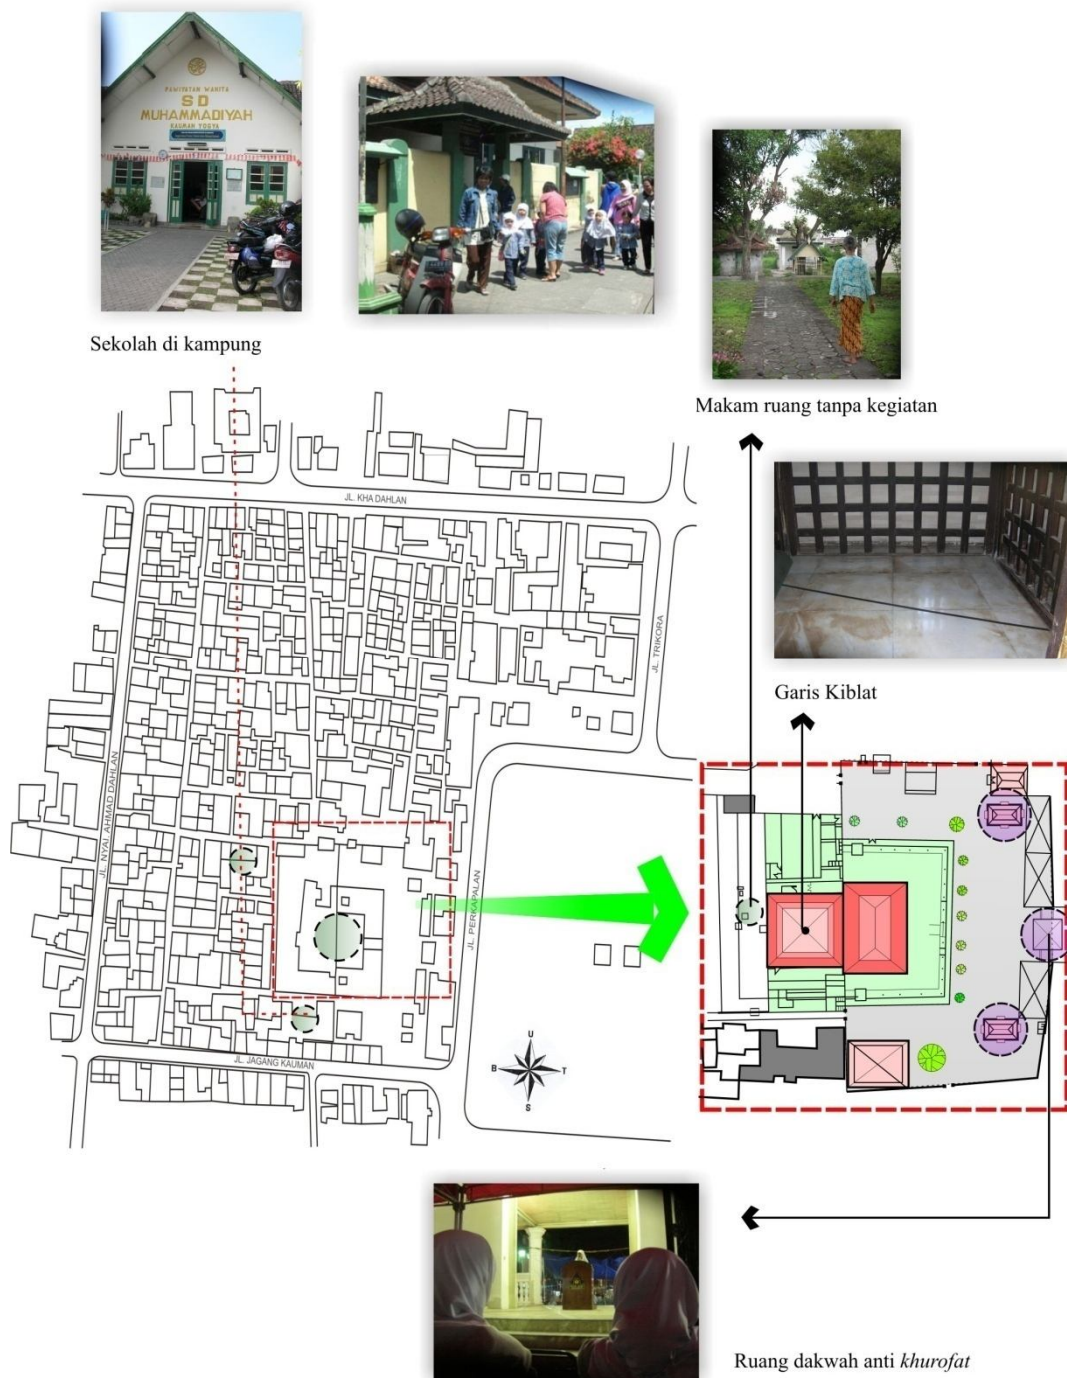 PAWIYATAN WANITA
SD
MUHAMMADIYAH
KAUMAN YOGYA
Sekolah di kampung
Makam ruang tanpa kegiatan
JL. KHA DAHLAN
JL. TRIKORA
Garis Kiblat
JL. NYAI AHMAD DAHLAN
JL. PERKAPALAN
JL. JAGANG KAUMAN
U
B
T
S
Ruang dakwah anti khurofat